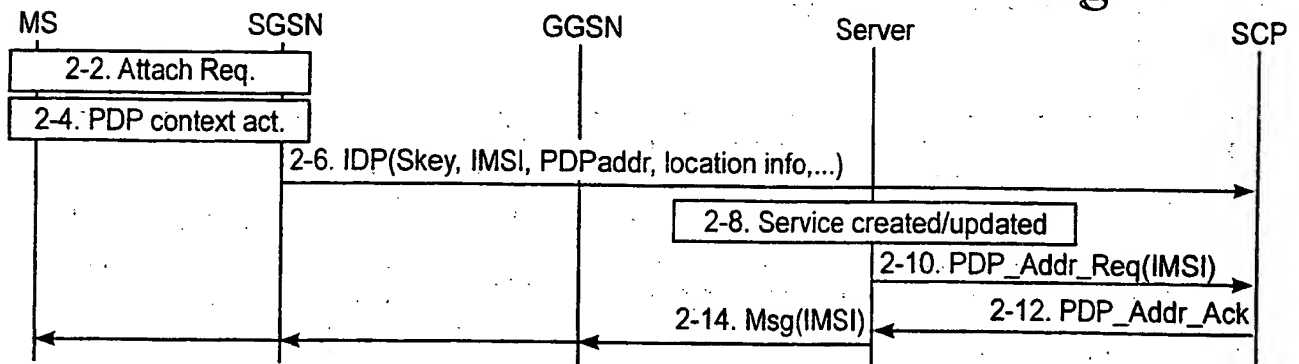 MS SGSN GGSN Server SCP
2-2. Attach Req.
2-4. PDP context act.
2-6. IDP(Skey, IMSI, PDPaddr, location info,...)
2-8. Service created/updated
2-10. PDP_Addr_Req(IMSI)
2-12. PDP_Addr_Ack
2-14. Msg(IMSI)